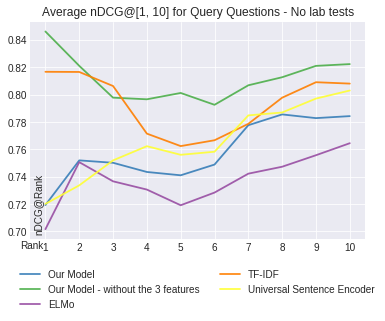 Average nDCG@[1, 10] for Query Questions - No lab tests
0.84
0.82
0.80
0.78
0.76
0.74
0.72
0.70
nDCG@Rank
Rank
1 2 3 4 5 6 7 8 9 10
Our Model
Our Model - without the 3 features
ELMo
TF-IDF
Universal Sentence Encoder